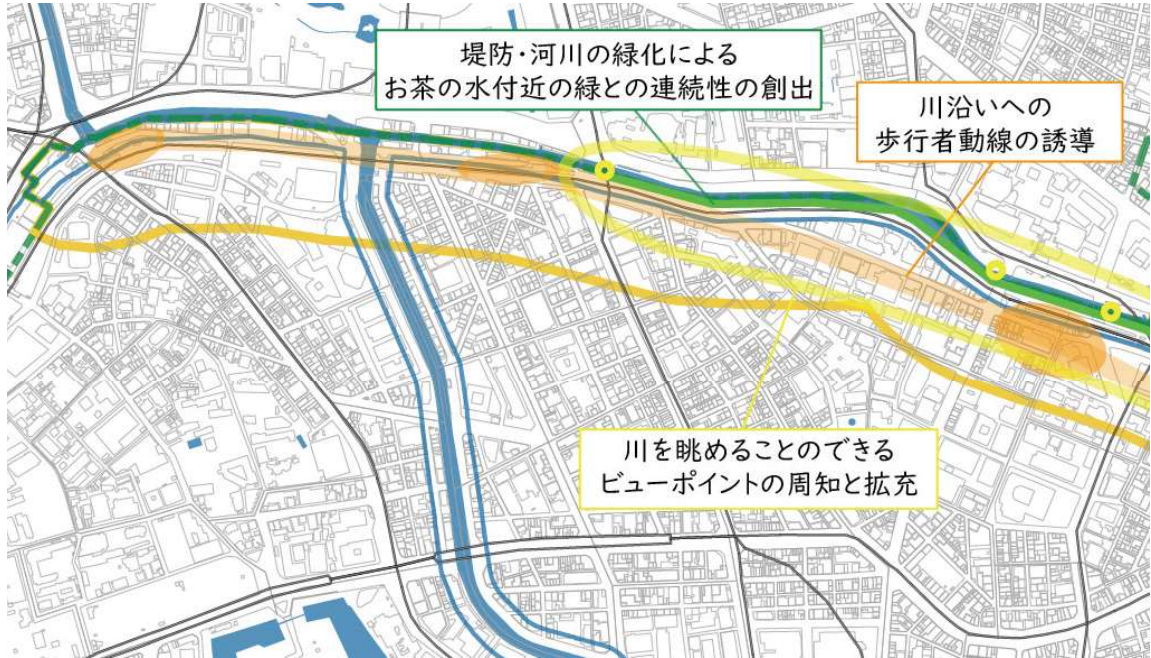 堤防・河川の緑化による
お茶の水付近の緑との連続性の創出
川沿いへの
歩行者動線の誘導
川を眺めることのできる
ビューポイントの周知と拡充